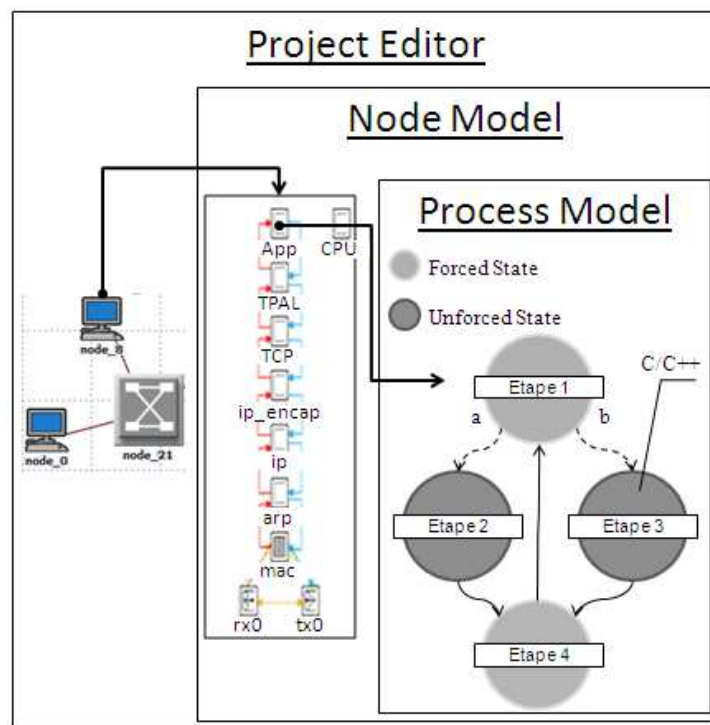 Project Editor
Node Model
Process Model
App
CPU
Forced State
TPAL
Unforced State
node_8
TCP
C/C++
Etape 1
ip_encap
a
b
node_0
node_21
ip
arp
Etape 2
Etape 3
mac
rx0
tx0
Etape 4